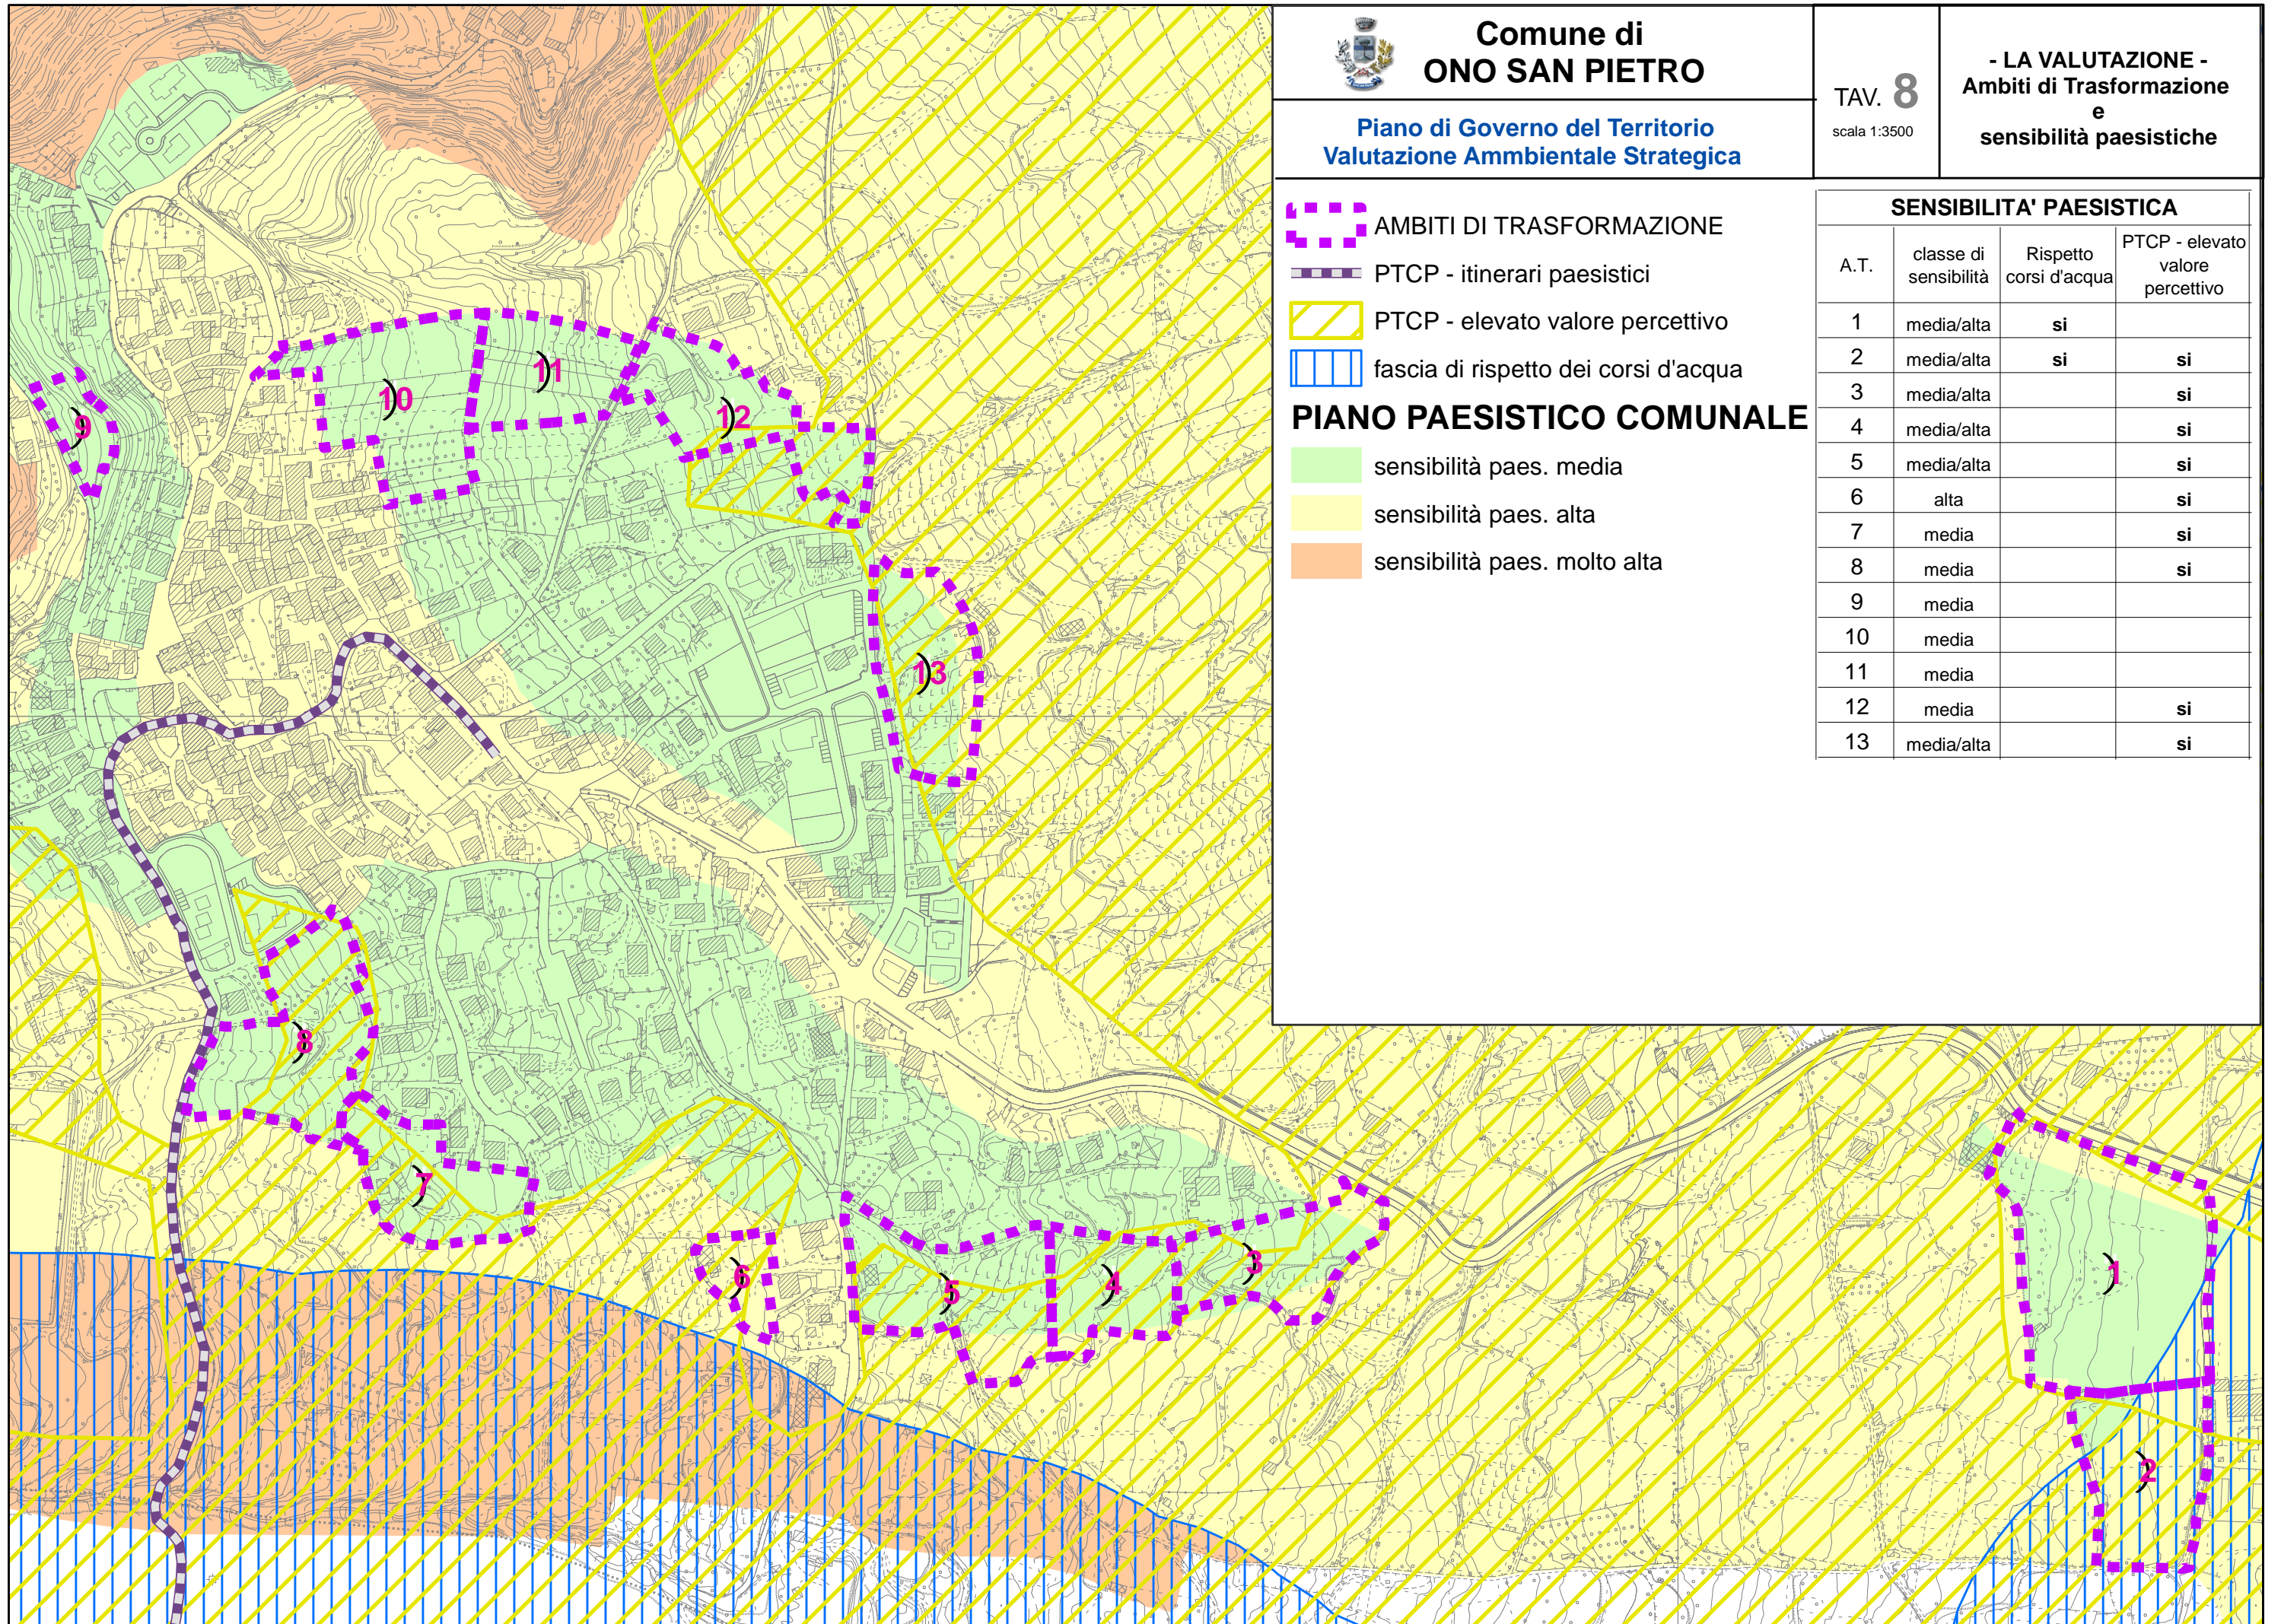 Comune di
ONO SAN PIETRO
Piano di Governo del Territorio
Valutazione Ammbientale Strategica
TAV. 8
scala 1:3500
- LA VALUTAZIONE -
Ambiti di Trasformazione
e
sensibilità paesistiche
AMBITI DI TRASFORMAZIONE
PTCP - itinerari paesistici
PTCP - elevato valore percettivo
fascia di rispetto dei corsi d'acqua
PIANO PAESISTICO COMUNALE
sensibilità paes. media
sensibilità paes. alta
sensibilità paes. molto alta
SENSIBILITA' PAESISTICA
A.T. classe di sensibilità Rispetto corsi d'acqua PTCP - elevato valore percettivo
1 media/alta si
2 media/alta si si
3 media/alta si
4 media/alta si
5 media/alta si
6 alta si
7 media si
8 media si
9 media
10 media
11 media
12 media si
13 media/alta si
11
10
12
9
13
8
7
6
5
4
3
1
2